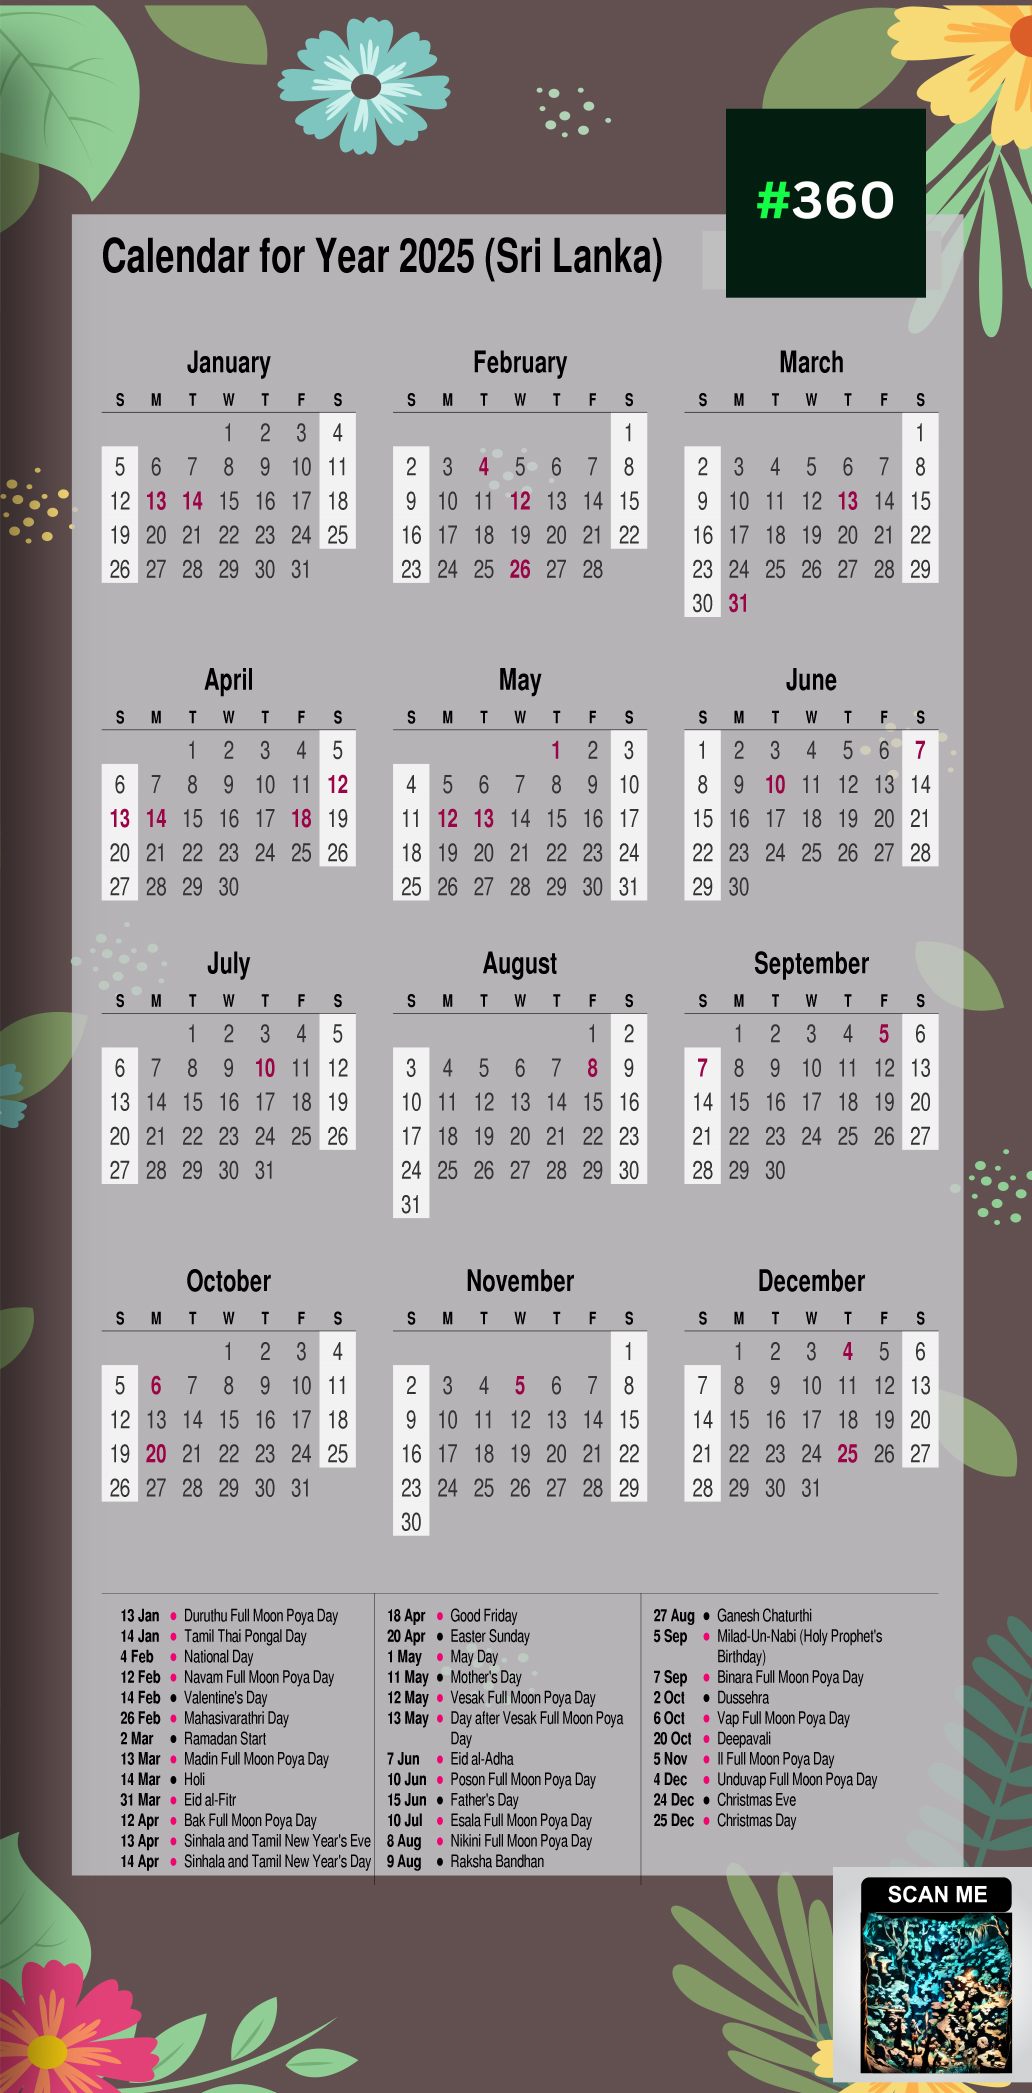 #360
Calendar for Year 2025 (Sri Lanka)
January
S M T W T F S
1 2 3 4
5 6 7 8 9 10 11
12 13 14 15 16 17 18
19 20 21 22 23 24 25
26 27 28 29 30 31
February
S M T W T F S
1
2 3 4 5 6 7 8
9 10 11 12 13 14 15
16 17 18 19 20 21 22
23 24 25 26 27 28
March
S M T W T F S
1
2 3 4 5 6 7 8
9 10 11 12 13 14 15
16 17 18 19 20 21 22
23 24 25 26 27 28 29
30 31
April
S M T W T F S
1 2 3 4 5
6 7 8 9 10 11 12
13 14 15 16 17 18 19
20 21 22 23 24 25 26
27 28 29 30
May
S M T W T F S
1 2 3
4 5 6 7 8 9 10
11 12 13 14 15 16 17
18 19 20 21 22 23 24
25 26 27 28 29 30 31
June
S M T W T F S
1 2 3 4 5 6 7
8 9 10 11 12 13 14
15 16 17 18 19 20 21
22 23 24 25 26 27 28
29 30
July
S M T W T F S
1 2 3 4 5
6 7 8 9 10 11 12
13 14 15 16 17 18 19
20 21 22 23 24 25 26
27 28 29 30 31
August
S M T W T F S
1 2
3 4 5 6 7 8 9
10 11 12 13 14 15 16
17 18 19 20 21 22 23
24 25 26 27 28 29 30
31
September
S M T W T F S
1 2 3 4 5 6
7 8 9 10 11 12 13
14 15 16 17 18 19 20
21 22 23 24 25 26 27
28 29 30
October
S M T W T F S
1 2 3 4
5 6 7 8 9 10 11
12 13 14 15 16 17 18
19 20 21 22 23 24 25
26 27 28 29 30 31
November
S M T W T F S
1
2 3 4 5 6 7 8
9 10 11 12 13 14 15
16 17 18 19 20 21 22
23 24 25 26 27 28 29
30
December
S M T W T F S
1 2 3 4 5 6
7 8 9 10 11 12 13
14 15 16 17 18 19 20
21 22 23 24 25 26 27
28 29 30 31
13 Jan • Duruthu Full Moon Poya Day
14 Jan • Tamil Thai Pongal Day
4 Feb • National Day
12 Feb • Navam Full Moon Poya Day
14 Feb • Valentine's Day
26 Feb • Mahasivarathri Day
2 Mar • Ramadan Start
13 Mar • Madin Full Moon Poya Day
14 Mar • Holi
31 Mar • Eid al-Fitr
12 Apr • Bak Full Moon Poya Day
13 Apr • Sinhala and Tamil New Year's Eve
14 Apr • Sinhala and Tamil New Year's Day
18 Apr • Good Friday
20 Apr • Easter Sunday
1 May • May Day
11 May • Mother's Day
12 May • Vesak Full Moon Poya Day
13 May • Day after Vesak Full Moon Poya
Day
7 Jun • Eid al-Adha
10 Jun • Poson Full Moon Poya Day
15 Jun • Father's Day
10 Jul • Esala Full Moon Poya Day
8 Aug • Nikini Full Moon Poya Day
9 Aug • Raksha Bandhan
27 Aug • Ganesh Chaturthi
5 Sep • Milad-Un-Nabi (Holy Prophet's
Birthday)
7 Sep • Binara Full Moon Poya Day
2 Oct • Dussehra
6 Oct • Vap Full Moon Poya Day
20 Oct • Deepavali
5 Nov • Il Full Moon Poya Day
4 Dec • Unduvap Full Moon Poya Day
24 Dec • Christmas Eve
25 Dec • Christmas Day
SCAN ME